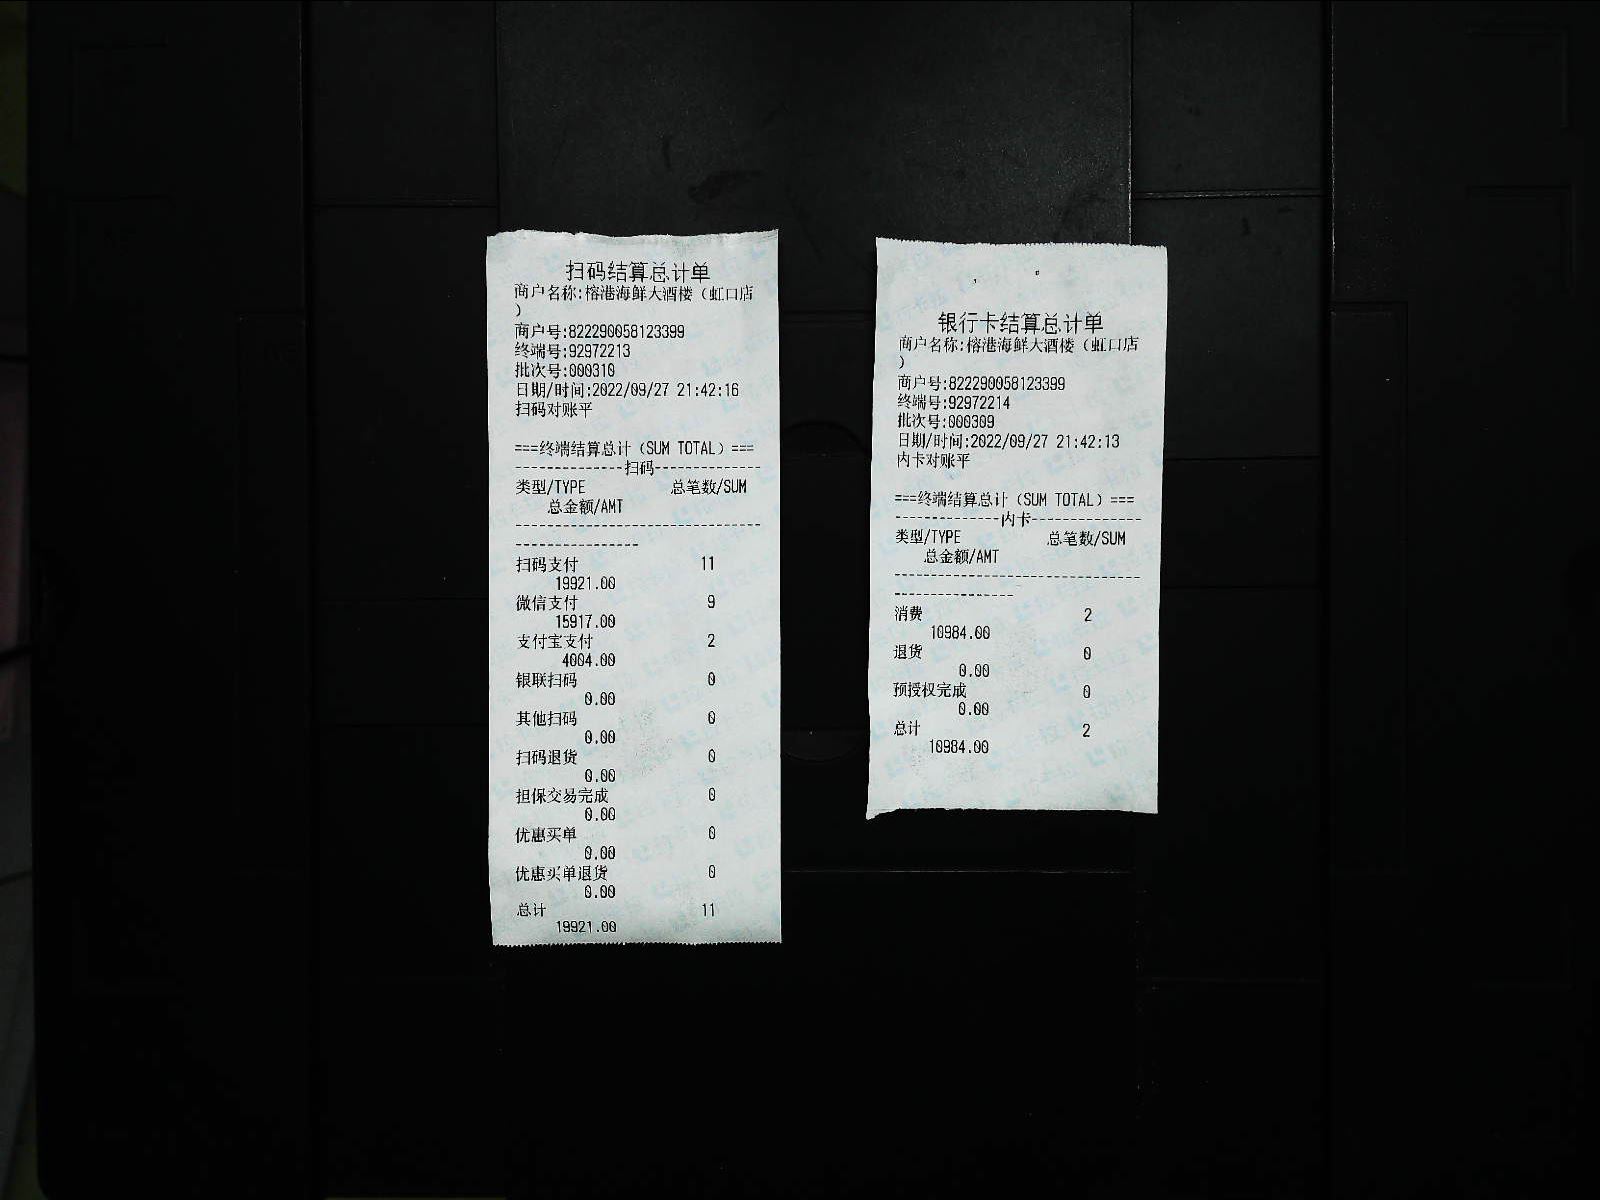 扫码结算总计单
商户名称:榕港海鲜大酒楼（虹口店
）
商户号:822290058123399
终端号:92972213
批次号:000310
日期/时间:2022/09/27 21:42:16
扫码对账平
===终端结算总计（SUM TOTAL）===
--------------扫码--------------
类型/TYPE 总笔数/SUM
总金额/AMT
--------------------------------
----------------
扫码支付 11
19921.00
微信支付 9
15917.00
支付宝支付 2
4004.00
银联扫码 0
0.00
其他扫码 0
0.00
扫码退货 0
0.00
担保交易完成 0
0.00
优惠买单 0
0.00
优惠买单退货 0
0.00
总计 11
19921.00
银行卡结算总计单
商户名称:榕港海鲜大酒楼（虹口店
）
商户号:822290058123399
终端号:92972214
批次号:000309
日期/时间:2022/09/27 21:42:13
内卡对账平
===终端结算总计（SUM TOTAL）===
--------------内卡--------------
类型/TYPE 总笔数/SUM
总金额/AMT
--------------------------------
----------------
消费 2
10984.00
退货 0
0.00
预授权完成 0
0.00
总计 2
10984.00